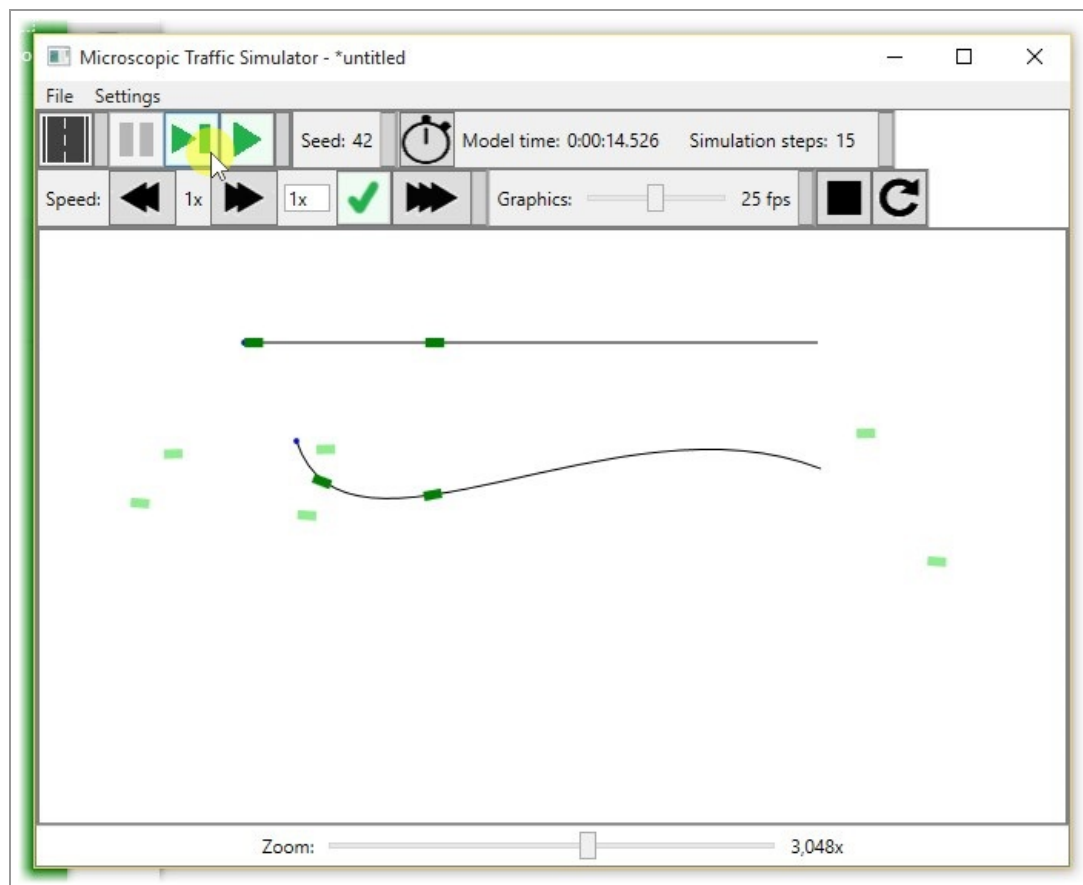 Microscopic Traffic Simulator - *untitled
File Settings
Seed: 42 Model time: 0:00:14.526 Simulation steps: 15
Speed: 1x 1x Graphics: 25 fps
Zoom: 3,048x